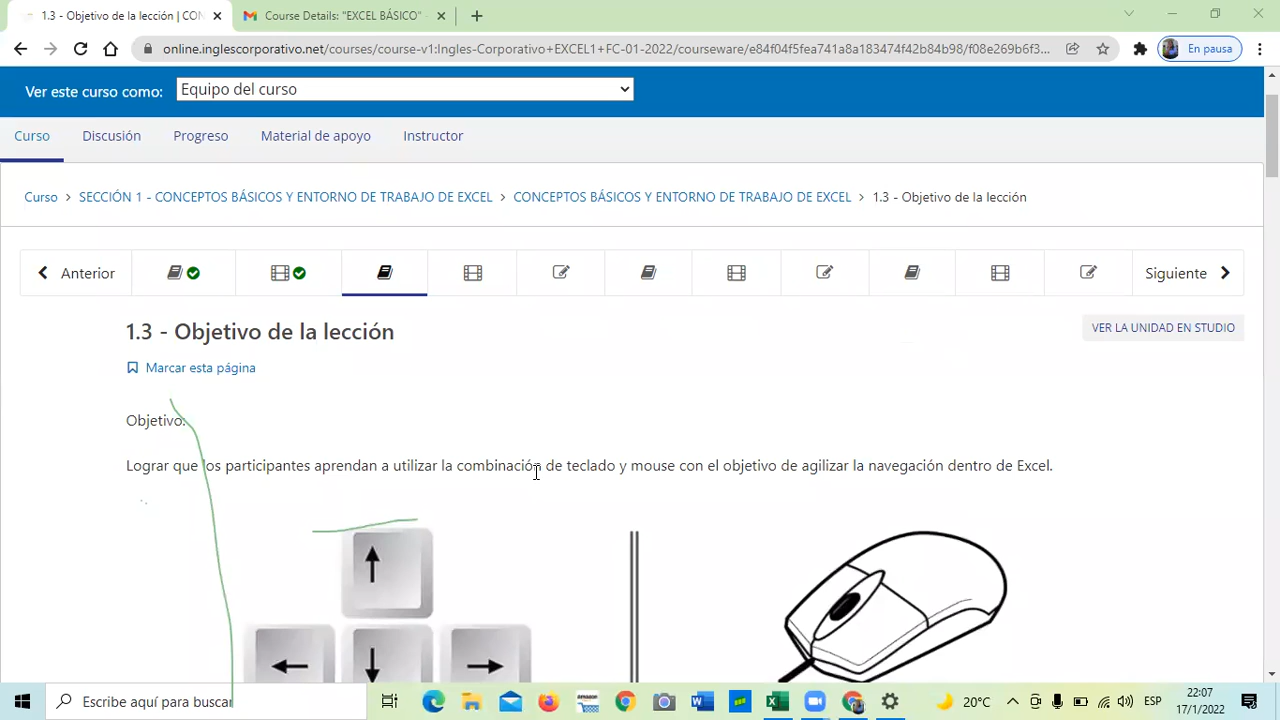 1.3 - Objetivo de la lección | CON
Course Details: "EXCEL BÁSICO" -
online.inglescorporativo.net/courses/course-v1:Ingles-Corporativo+EXCEL1+FC-01-2022/courseware/e84f04f5fea741a8a183474f42b84b98/f08e269b6f3...
En pausa
Ver este curso como:
Equipo del curso
Curso
Discusión
Progreso
Material de apoyo
Instructor
Curso > SECCIÓN 1 - CONCEPTOS BÁSICOS Y ENTORNO DE TRABAJO DE EXCEL > CONCEPTOS BÁSICOS Y ENTORNO DE TRABAJO DE EXCEL > 1.3 - Objetivo de la lección
Anterior
Siguiente
1.3 - Objetivo de la lección
VER LA UNIDAD EN STUDIO
Marcar esta página
Objetivo:
Lograr que los participantes aprendan a utilizar la combinación de teclado y mouse con el objetivo de agilizar la navegación dentro de Excel.
Escribe aquí para buscar
amazon
20°C
ESP
22:07
17/1/2022